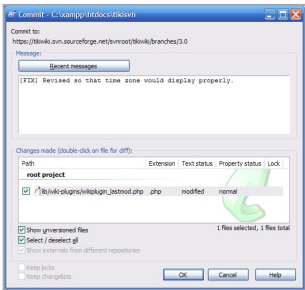 Commit - C:\xampp\htdocs\tikisvn
Commit to:
https://tikiwiki.svn.sourceforge.net/svnroot/tikiwiki/branches/3.0
Message:
Recent messages
[FIX] Revised so that time zone would display properly.
Changes made (double-click on file for diff):
Path Extension Text status Property status Lock
root project
lib/wiki-plugins/wikiplugin_lastmod.php .php modified normal
Show unversioned files 1 files selected, 1 files total
Select / deselect all
Show externals from different repositories
Keep locks
Keep changelists
OK Cancel Help